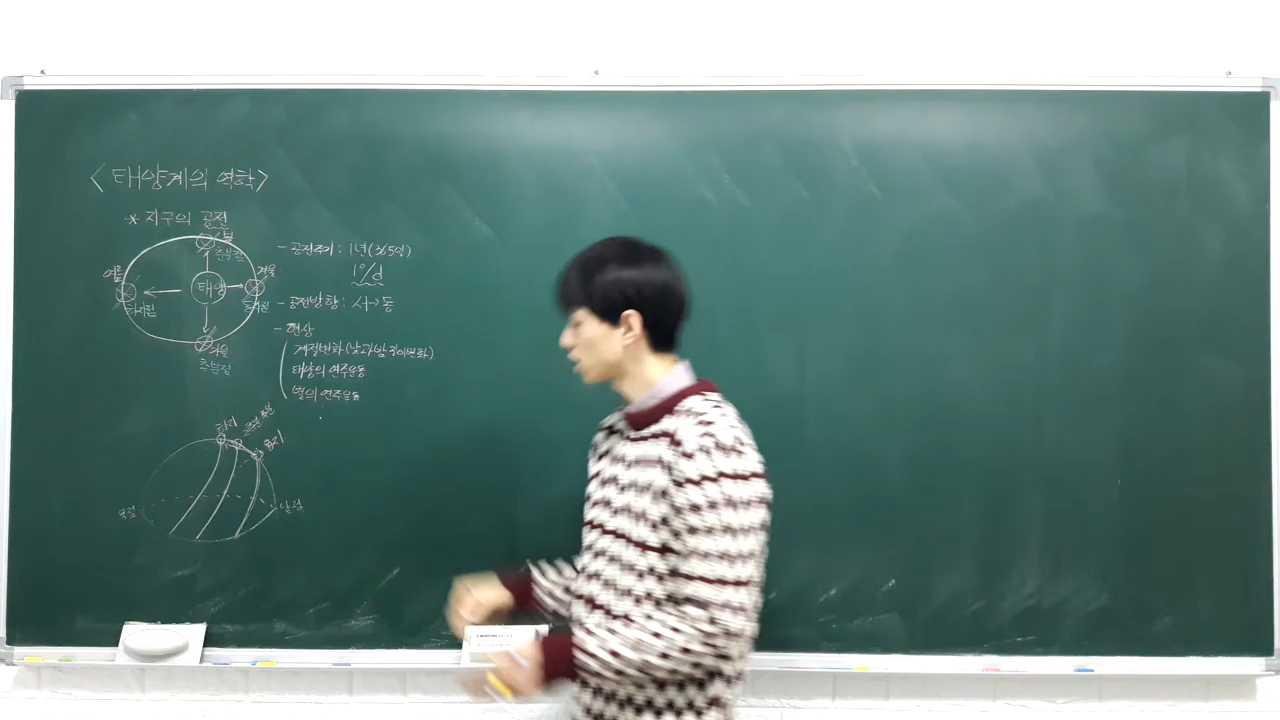 <태양계의 역학>
* 지구의 공전
봄
춘분점
여름
하지점
태양
겨울
동지점
가을
추분점
- 공전주기 : 1년(365일)
1°/d
- 공전방향 : 서→동
- 현상
계절변화(낮과밤 길이변화)
태양의 연주운동
별의 연주운동
하지
춘분 추분
동지
남점